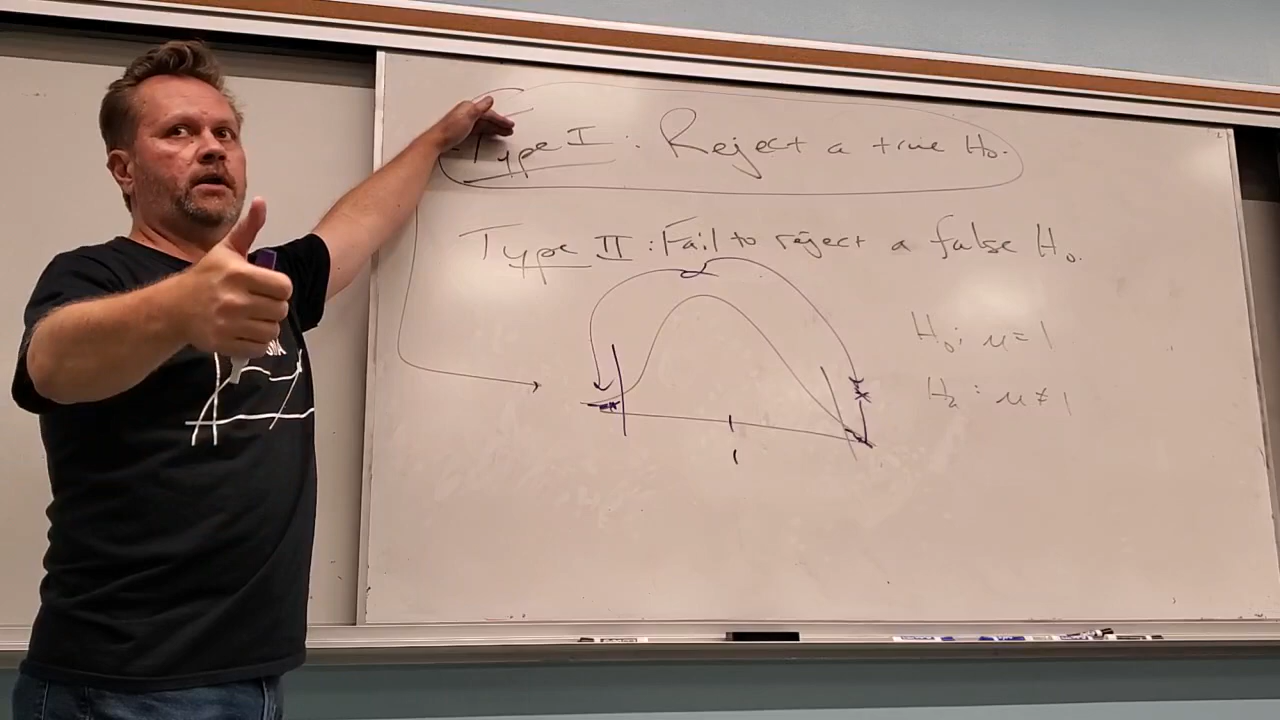 Type I: Reject a true H₀.
Type II: Fail to reject a false H₀.
α
H₀: μ = 1
Hₐ: μ ≠ 1
1